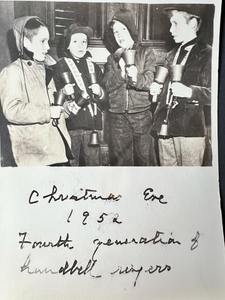 Christmas Eve
1952
Fourth generation of
handbell ringers